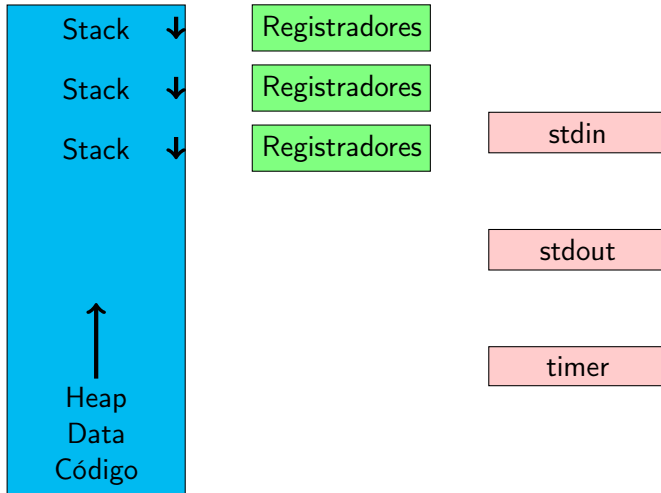 Stack
Registradores
Stack
Registradores
Stack
Registradores
stdin
stdout
timer
Heap
Data
Código